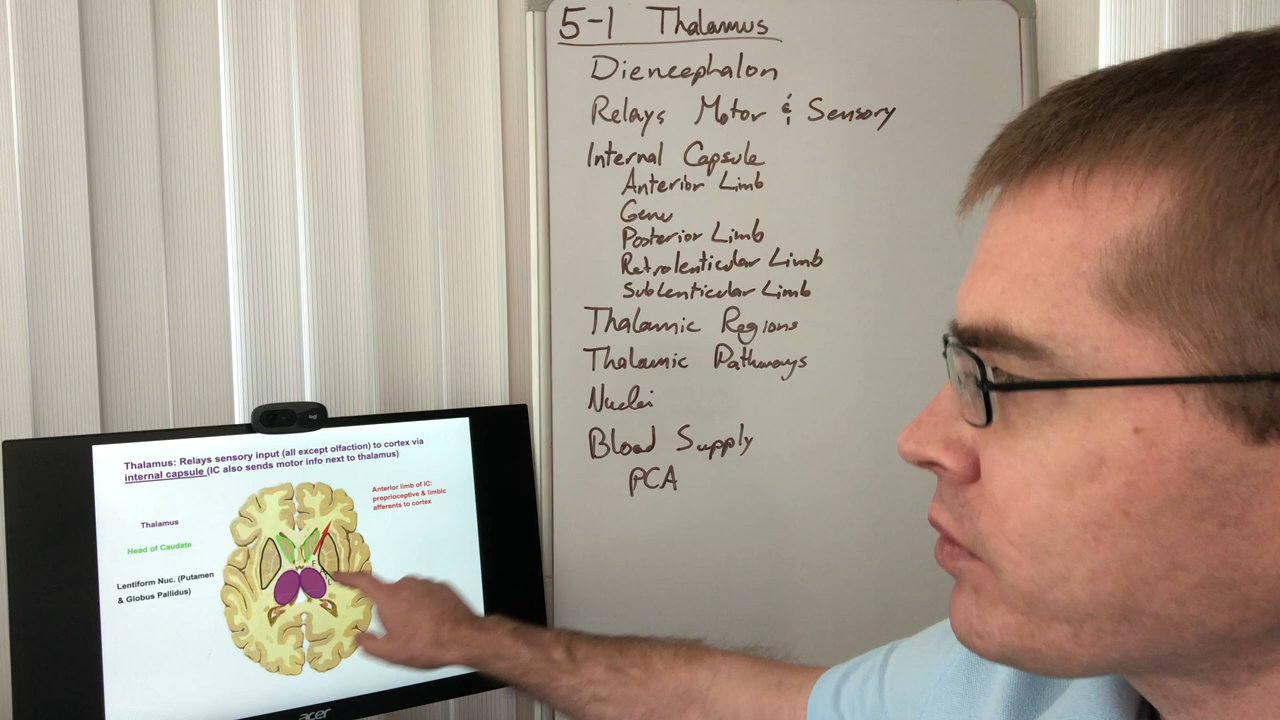 5-1 Thalamus
Diencephalon
Relays Motor & Sensory
Internal Capsule
Anterior Limb
Genu
Posterior Limb
Retrolenticular Limb
Sublenticular Limb
Thalamic Regions
Thalamic Pathways
Nuclei
Blood Supply
PCA
logi
Thalamus: Relays sensory input (all except olfaction) to cortex via
internal capsule (IC also sends motor info next to thalamus)
Anterior limb of IC:
proprioceptive & limbic
afferents to cortex
Thalamus
Head of Caudate
Lentiform Nuc. (Putamen
& Globus Pallidus)
acer